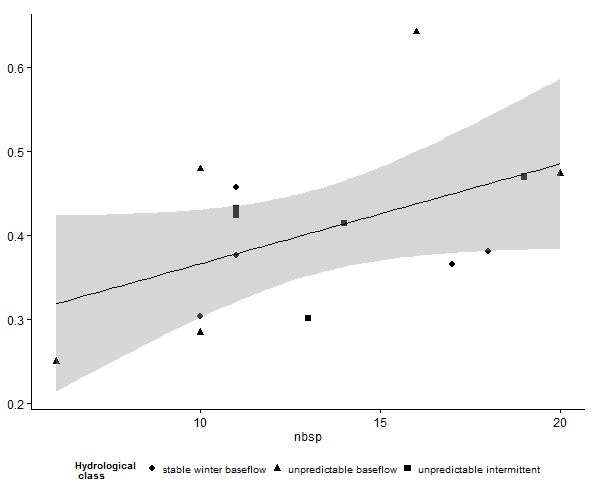 0.6
0.5
0.4
0.3
0.2
10 15 20
nbsp
Hydrological
class
stable winter baseflow unpredictable baseflow unpredictable intermittent